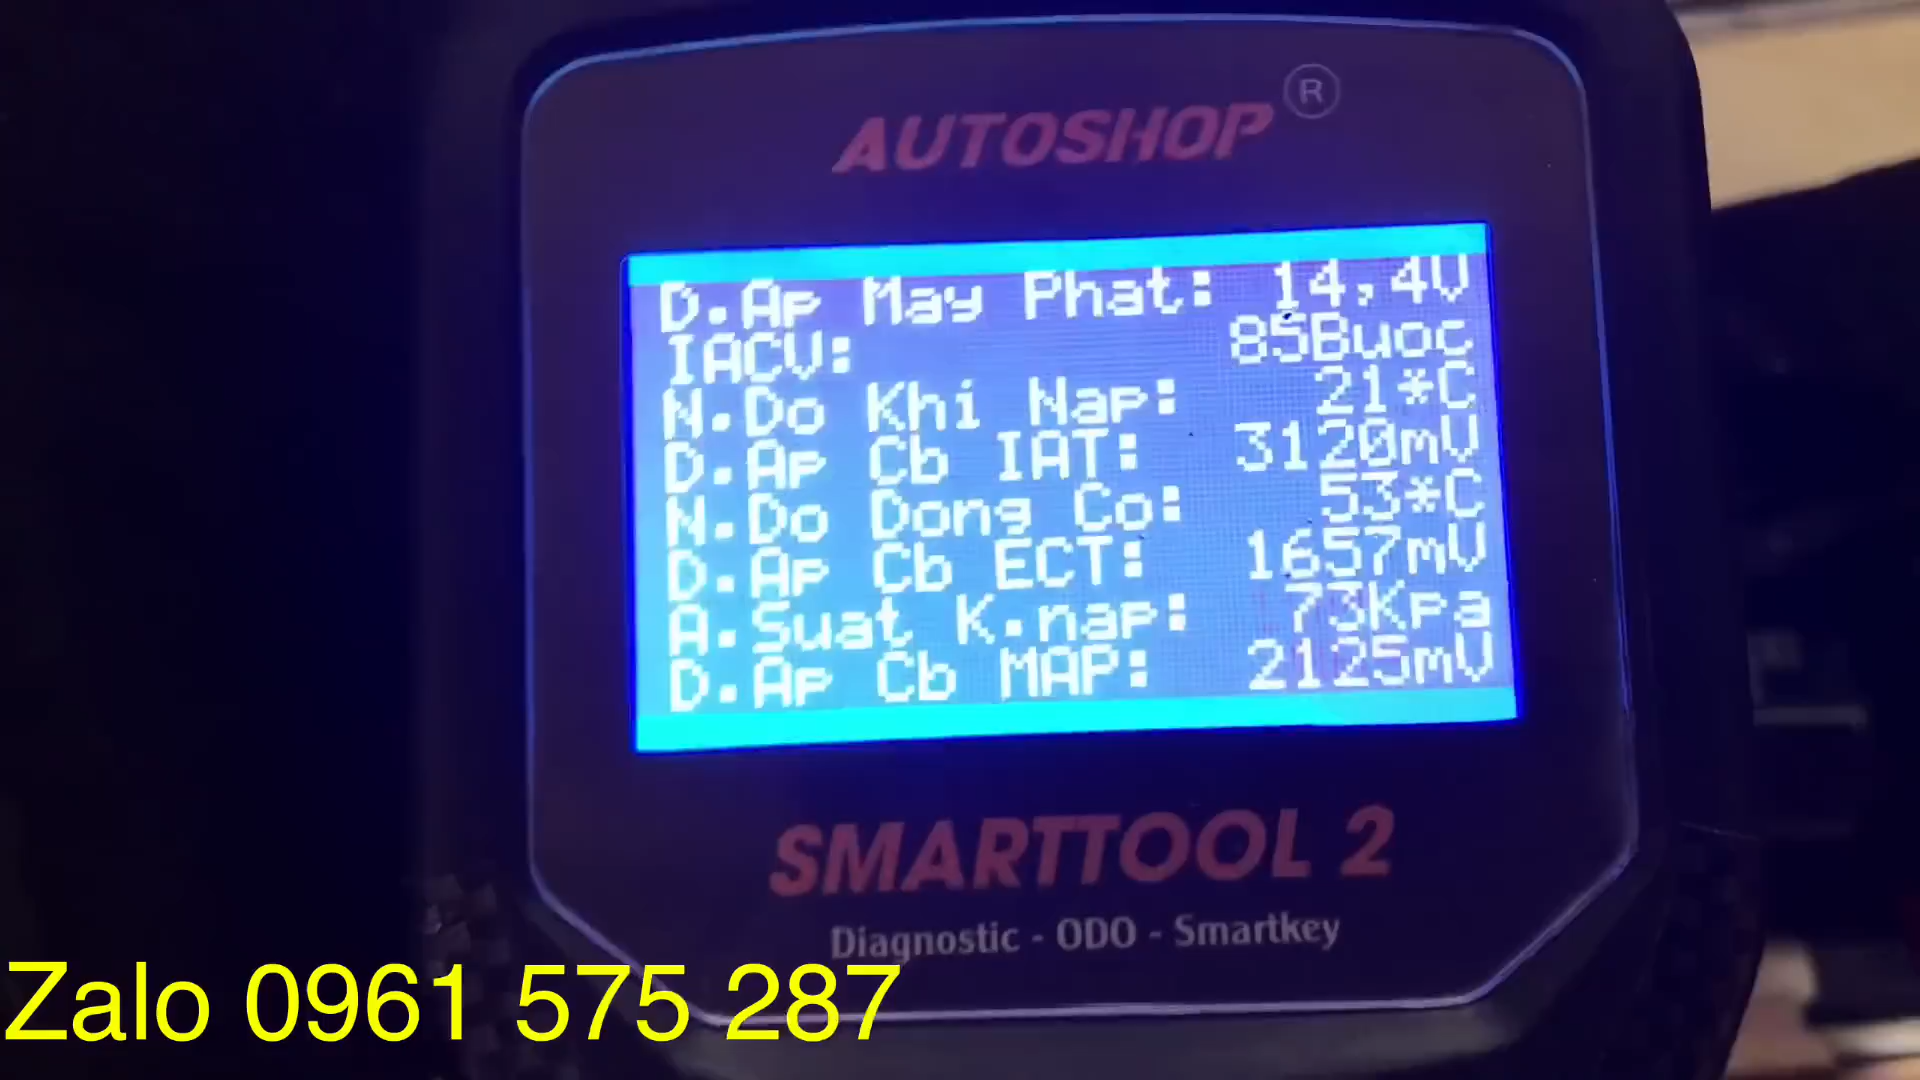 AUTOSHOP ®
D.Ap May Phat: 14,4V
IACV: 85Buoc
N.Do Khi Nap: 21*C
D.Ap Cb IAT: 3120mV
N.Do Dong Co: 53*C
D.Ap Cb ECT: 1657mV
A.Suat K.nap: 73Kpa
D.Ap Cb MAP: 2125mV
SMARTTOOL 2
Diagnostic - ODO - Smartkey
Zalo 0961 575 287